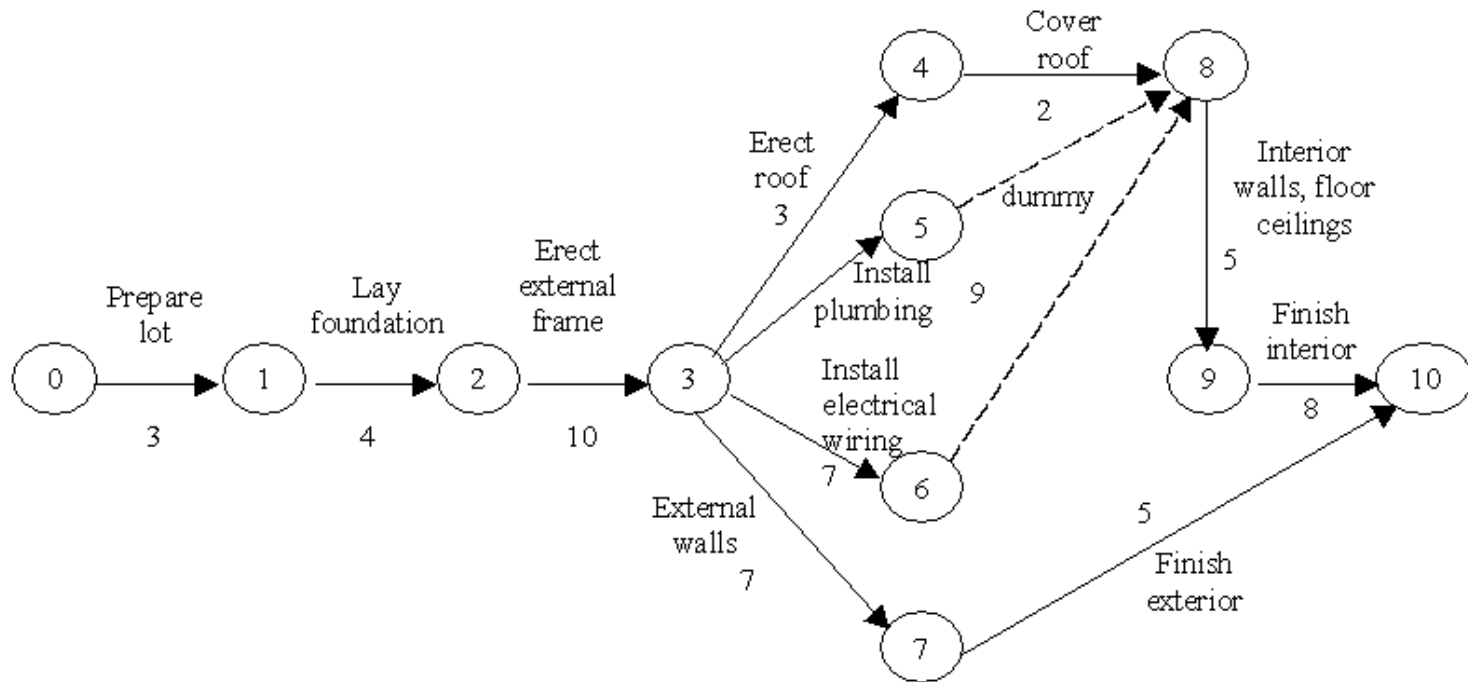 Prepare
lot
0
3
1
Lay
foundation
4
2
Erect
external
frame
10
3
Erect
roof
3
4
Cover
roof
2
8
Install
plumbing
9
5
dummy
Install
electrical
wiring
7
6
External
walls
7
7
Interior
walls, floor
ceilings
5
9
Finish
interior
8
10
5
Finish
exterior